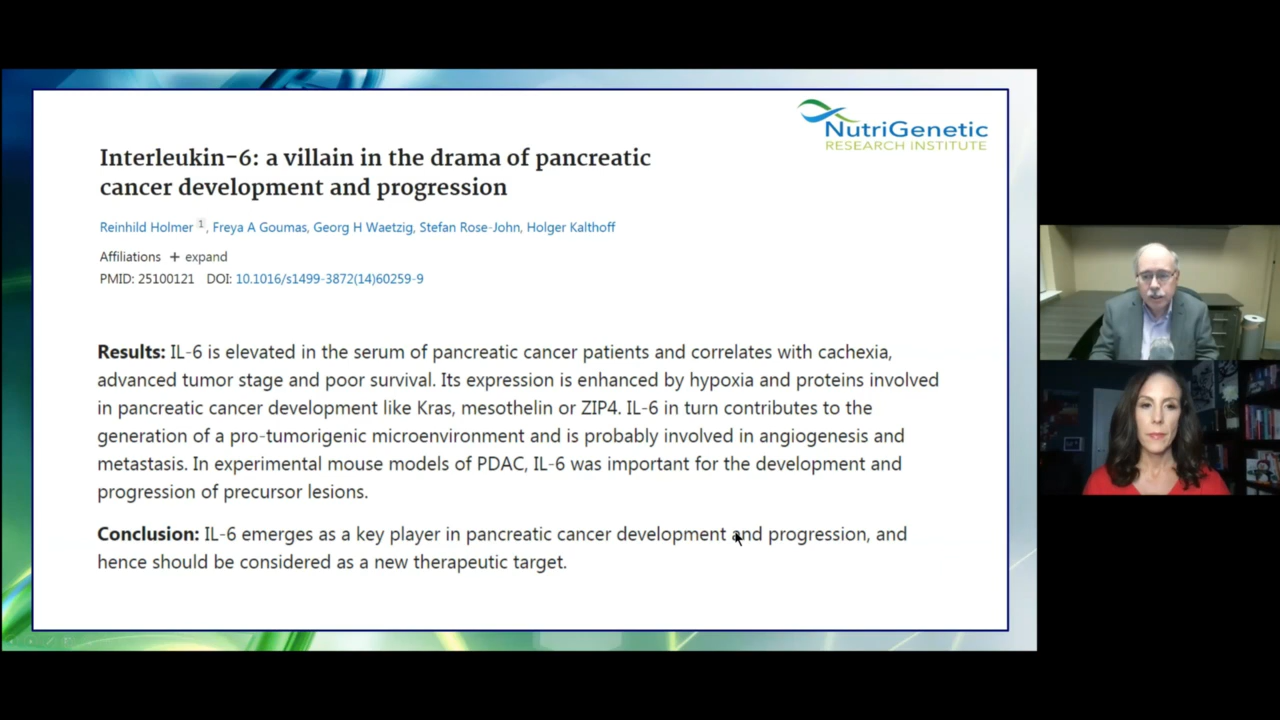 NutriGenetic
RESEARCH INSTITUTE
Interleukin-6: a villain in the drama of pancreatic
cancer development and progression
Reinhild Holmer 1, Freya A Goumas, Georg H Waetzig, Stefan Rose-John, Holger Kalthoff
Affiliations + expand
PMID: 25100121 DOI: 10.1016/s1499-3872(14)60259-9
Results: IL-6 is elevated in the serum of pancreatic cancer patients and correlates with cachexia,
advanced tumor stage and poor survival. Its expression is enhanced by hypoxia and proteins involved
in pancreatic cancer development like Kras, mesothelin or ZIP4. IL-6 in turn contributes to the
generation of a pro-tumorigenic microenvironment and is probably involved in angiogenesis and
metastasis. In experimental mouse models of PDAC, IL-6 was important for the development and
progression of precursor lesions.
Conclusion: IL-6 emerges as a key player in pancreatic cancer development and progression, and
hence should be considered as a new therapeutic target.